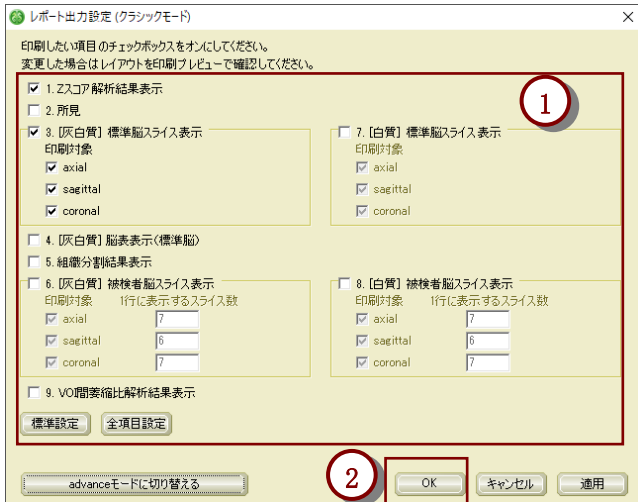 レポート出力設定 (クラシックモード)
印刷したい項目のチェックボックスをオンにしてください。
変更した場合はレイアウトを印刷プレビューで確認してください。
1. Zスコア解析結果表示
1
2. 所見
3. [灰白質] 標準脳スライス表示
印刷対象
axial
sagittal
coronal
7. [白質] 標準脳スライス表示
印刷対象
axial
sagittal
coronal
4. [灰白質] 脳表表示(標準脳)
5. 組織分割結果表示
6. [灰白質] 被検者脳スライス表示
印刷対象 1行に表示するスライス数
axial 7
sagittal 6
coronal 7
8. [白質] 被検者脳スライス表示
印刷対象 1行に表示するスライス数
axial 7
sagittal 6
coronal 7
9. VOI間萎縮比解析結果表示
標準設定 全項目設定
advanceモードに切り替える 2 OK キャンセル 適用